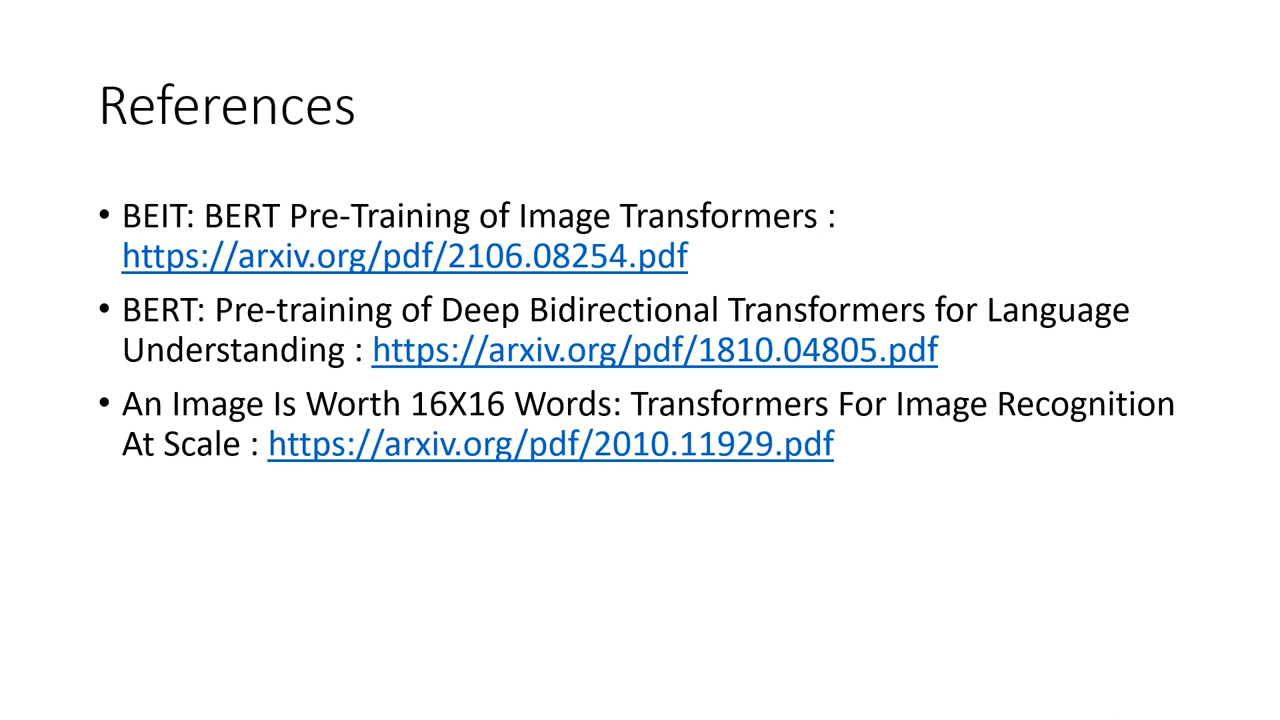 References
• BEIT: BERT Pre-Training of Image Transformers :
https://arxiv.org/pdf/2106.08254.pdf
• BERT: Pre-training of Deep Bidirectional Transformers for Language
Understanding : https://arxiv.org/pdf/1810.04805.pdf
• An Image Is Worth 16X16 Words: Transformers For Image Recognition
At Scale : https://arxiv.org/pdf/2010.11929.pdf